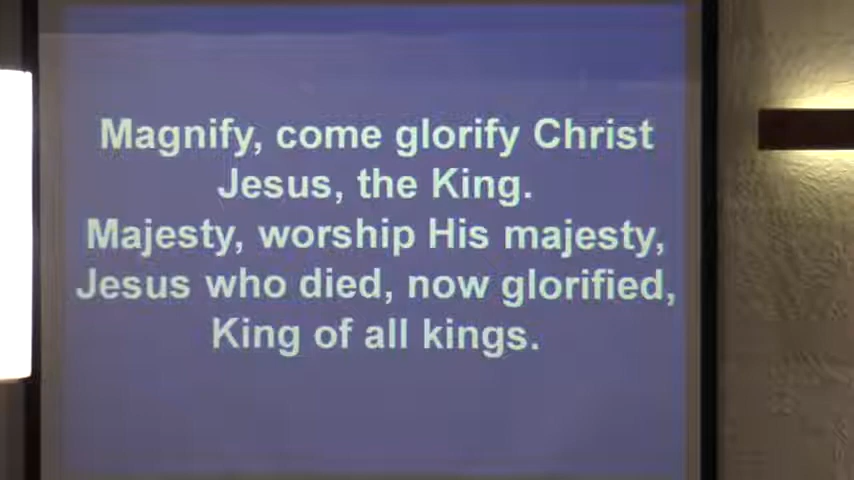 Magnify, come glorify Christ
Jesus, the King.
Majesty, worship His majesty,
Jesus who died, now glorified,
King of all kings.